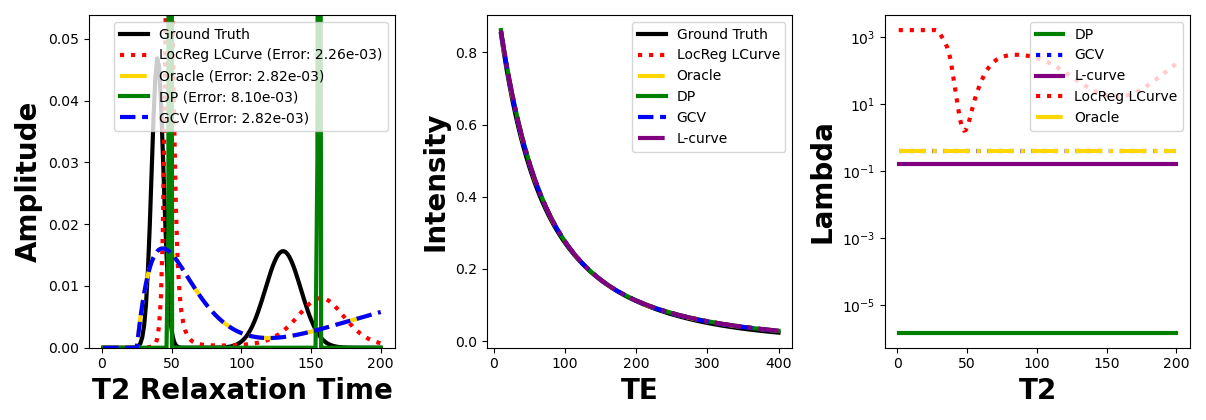 Amplitude
0.05
0.04
0.03
0.02
0.01
0.00
Ground Truth
LocReg LCurve (Error: 2.26e-03)
Oracle (Error: 2.82e-03)
DP (Error: 8.10e-03)
GCV (Error: 2.82e-03)
0 50 100 150 200
T2 Relaxation Time
Intensity
0.8
0.6
0.4
0.2
0.0
Ground Truth
LocReg LCurve
Oracle
DP
GCV
L-curve
0 100 200 300 400
TE
Lambda
10³
10¹
10⁻¹
10⁻³
10⁻⁵
DP
GCV
L-curve
LocReg LCurve
Oracle
0 50 100 150 200
T2